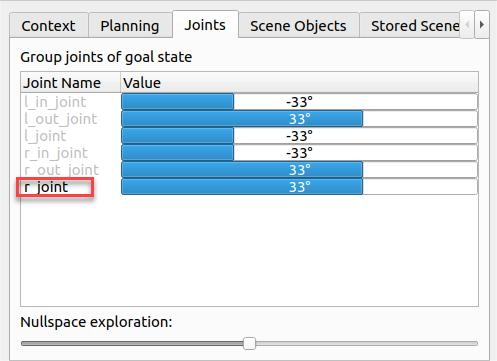 Context Planning Joints Scene Objects Stored Scene
Group joints of goal state
Joint Name Value
l_in_joint -33°
l_out_joint 33°
l_joint -33°
r_in_joint -33°
r_out_joint 33°
r_joint 33°
Nullspace exploration: